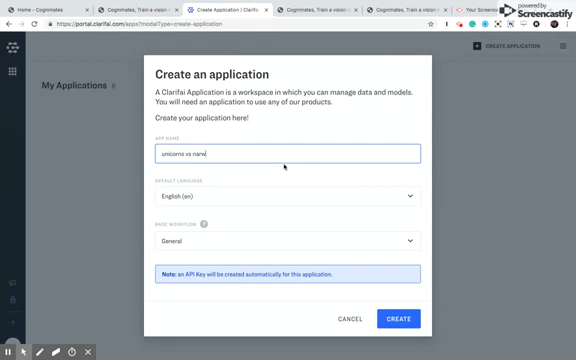 powered by
Screencastify
Home - Cognimates
Cognimates, Train a vision
Create Application | Clarifai
Cognimates, Train a vision
Cognimates, Train a vision
Your Screen
https://portal.clarifai.com/apps?modalType=create-application
CREATE APPLICATION
My Applications
Create an application
A Clarifai Application is a workspace in which you can manage data and models.
You will need an application to use any of our products.
Create your application here!
APP NAME
unicorns vs narw
DEFAULT LANGUAGE
English (en)
BASE WORKFLOW ?
General
Note: an API Key will be created automatically for this application.
CANCEL
CREATE